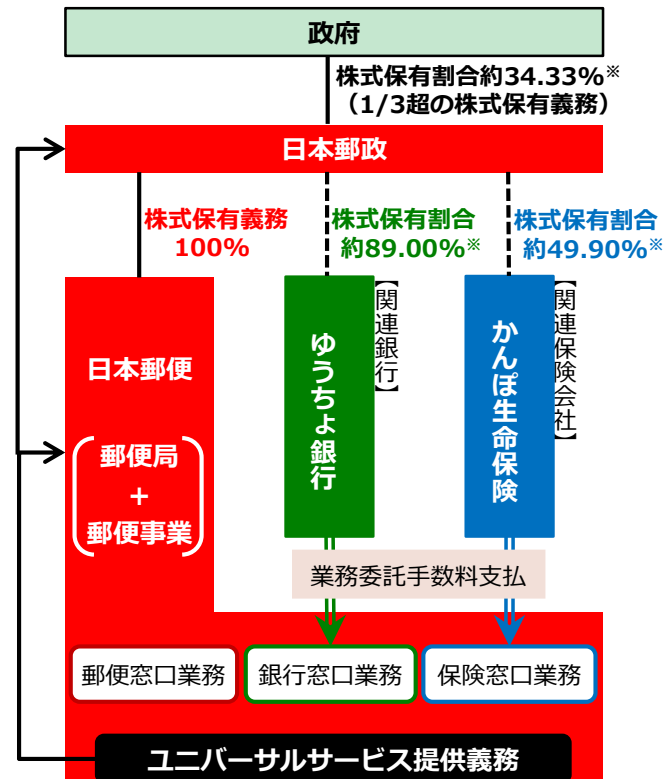 政府
株式保有割合約34.33%※
（1/3超の株式保有義務）
日本郵政
株式保有義務
100%
株式保有割合
約89.00%※
株式保有割合
約49.90%※
日本郵便
郵便局
+
郵便事業
ゆうちょ銀行
【関連銀行】
かんぽ生命保険
【関連保険会社】
業務委託手数料支払
郵便窓口業務
銀行窓口業務
保険窓口業務
ユニバーサルサービス提供義務